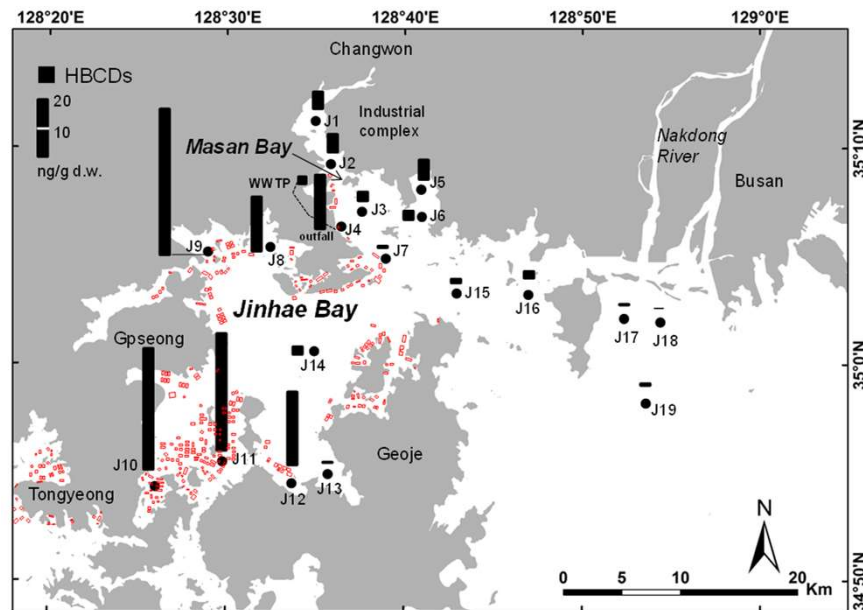 128°20'E
128°30'E
128°40'E
128°50'E
129°0'E
Changwon
HBCDs
20
10
ng/g d.w.
J1
Industrial
complex
Masan Bay
J2
35°10'N
Nakdong
River
Busan
WWTP
J5
J3
J6
J4
outfall
J9
J8
J7
J15
J16
Jinhae Bay
J17
J18
Gpseong
J14
35°0'N
J19
J10
J11
Geoje
J13
J12
Tongyeong
N
0
5
10
20
Km
34°50'N